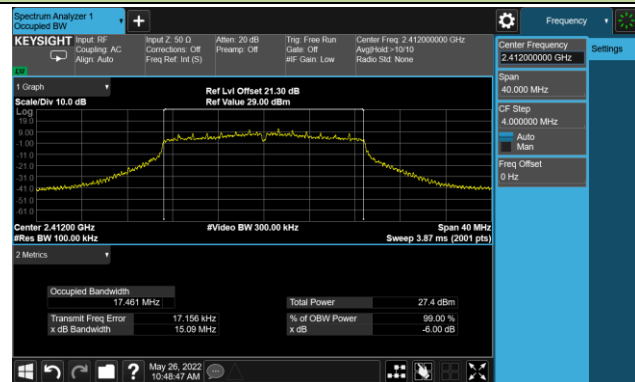 Spectrum Analyzer 1
Occupied BW
Frequency
KEYSIGHT
Input: RF
Coupling: AC
Align: Auto
Input Z: 50 Ω
Corrections: Off
Freq Ref: Int (S)
Atten: 20 dB
Preamp: Off
Trig: Free Run
Gate: Off
#IF Gain: Low
Center Freq: 2.412000000 GHz
Avg|Hold:>10/10
Radio Std: None
Center Frequency
2.412000000 GHz
Settings
Span
40.000 MHz
CF Step
4.000000 MHz
Auto
Man
Freq Offset
0 Hz
1 Graph
Scale/Div 10.0 dB
Ref Lvl Offset 21.30 dB
Ref Value 29.00 dBm
Log
19.0
9.00
-1.00
-11.0
-21.0
-31.0
-41.0
-51.0
-61.0
Center 2.41200 GHz
#Res BW 100.00 kHz
#Video BW 300.00 kHz
Span 40 MHz
Sweep 3.87 ms (2001 pts)
2 Metrics
Occupied Bandwidth
17.461 MHz
Total Power 27.4 dBm
Transmit Freq Error 17.156 kHz
% of OBW Power 99.00 %
x dB Bandwidth 15.09 MHz
x dB -6.00 dB
?
May 26, 2022
10:48:47 AM